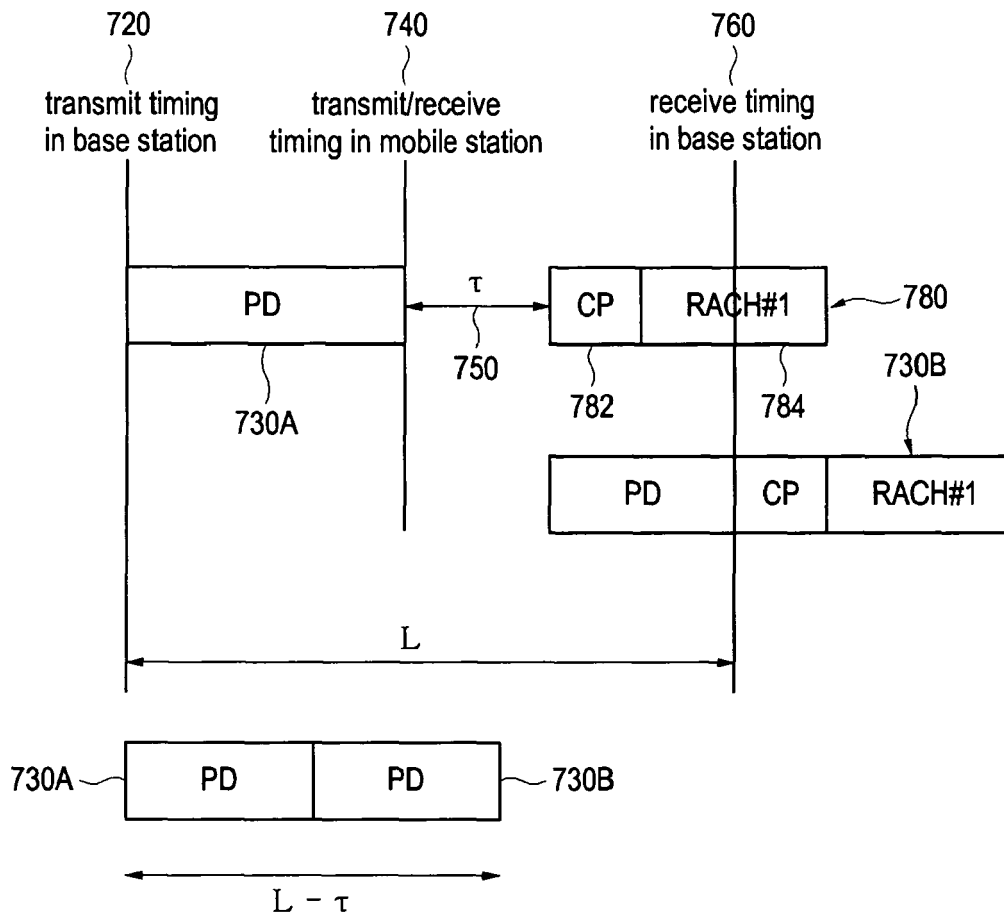 720
740
760
transmit timing
in base station
transmit/receive
timing in mobile station
receive timing
in base station
PD
τ
CP
RACH#1
780
730A
750
782
784
730B
PD
CP
RACH#1
L
730A
PD
PD
730B
L - τ